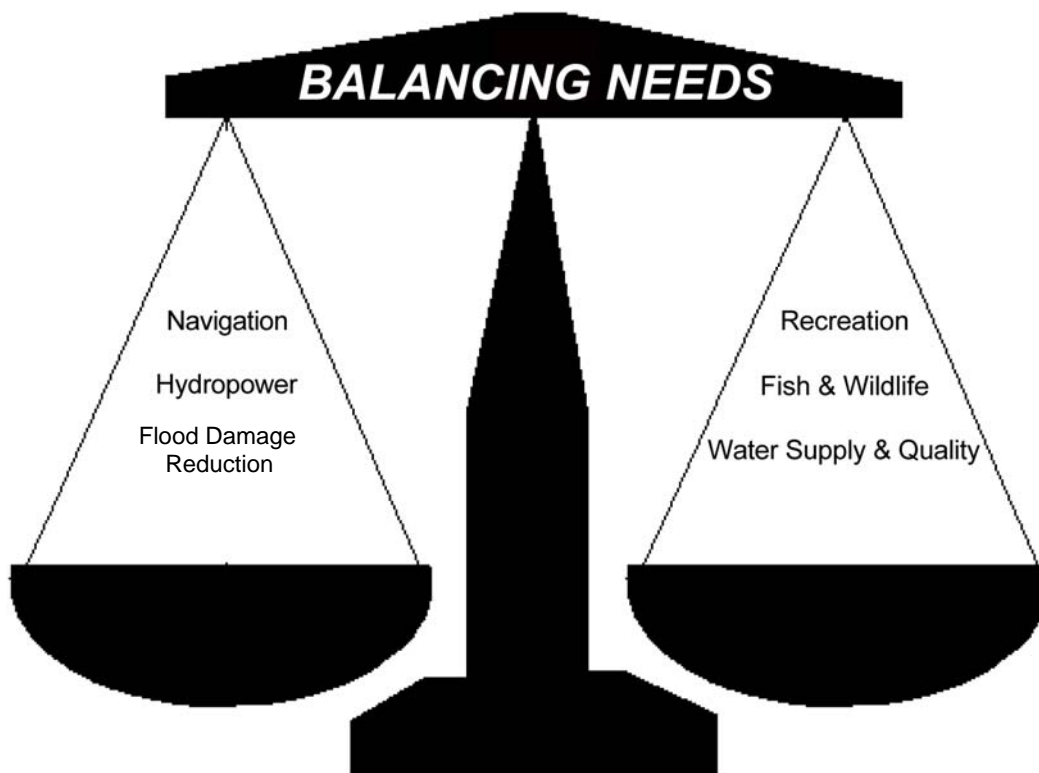 BALANCING NEEDS
Navigation
Hydropower
Flood Damage
Reduction
Recreation
Fish & Wildlife
Water Supply & Quality